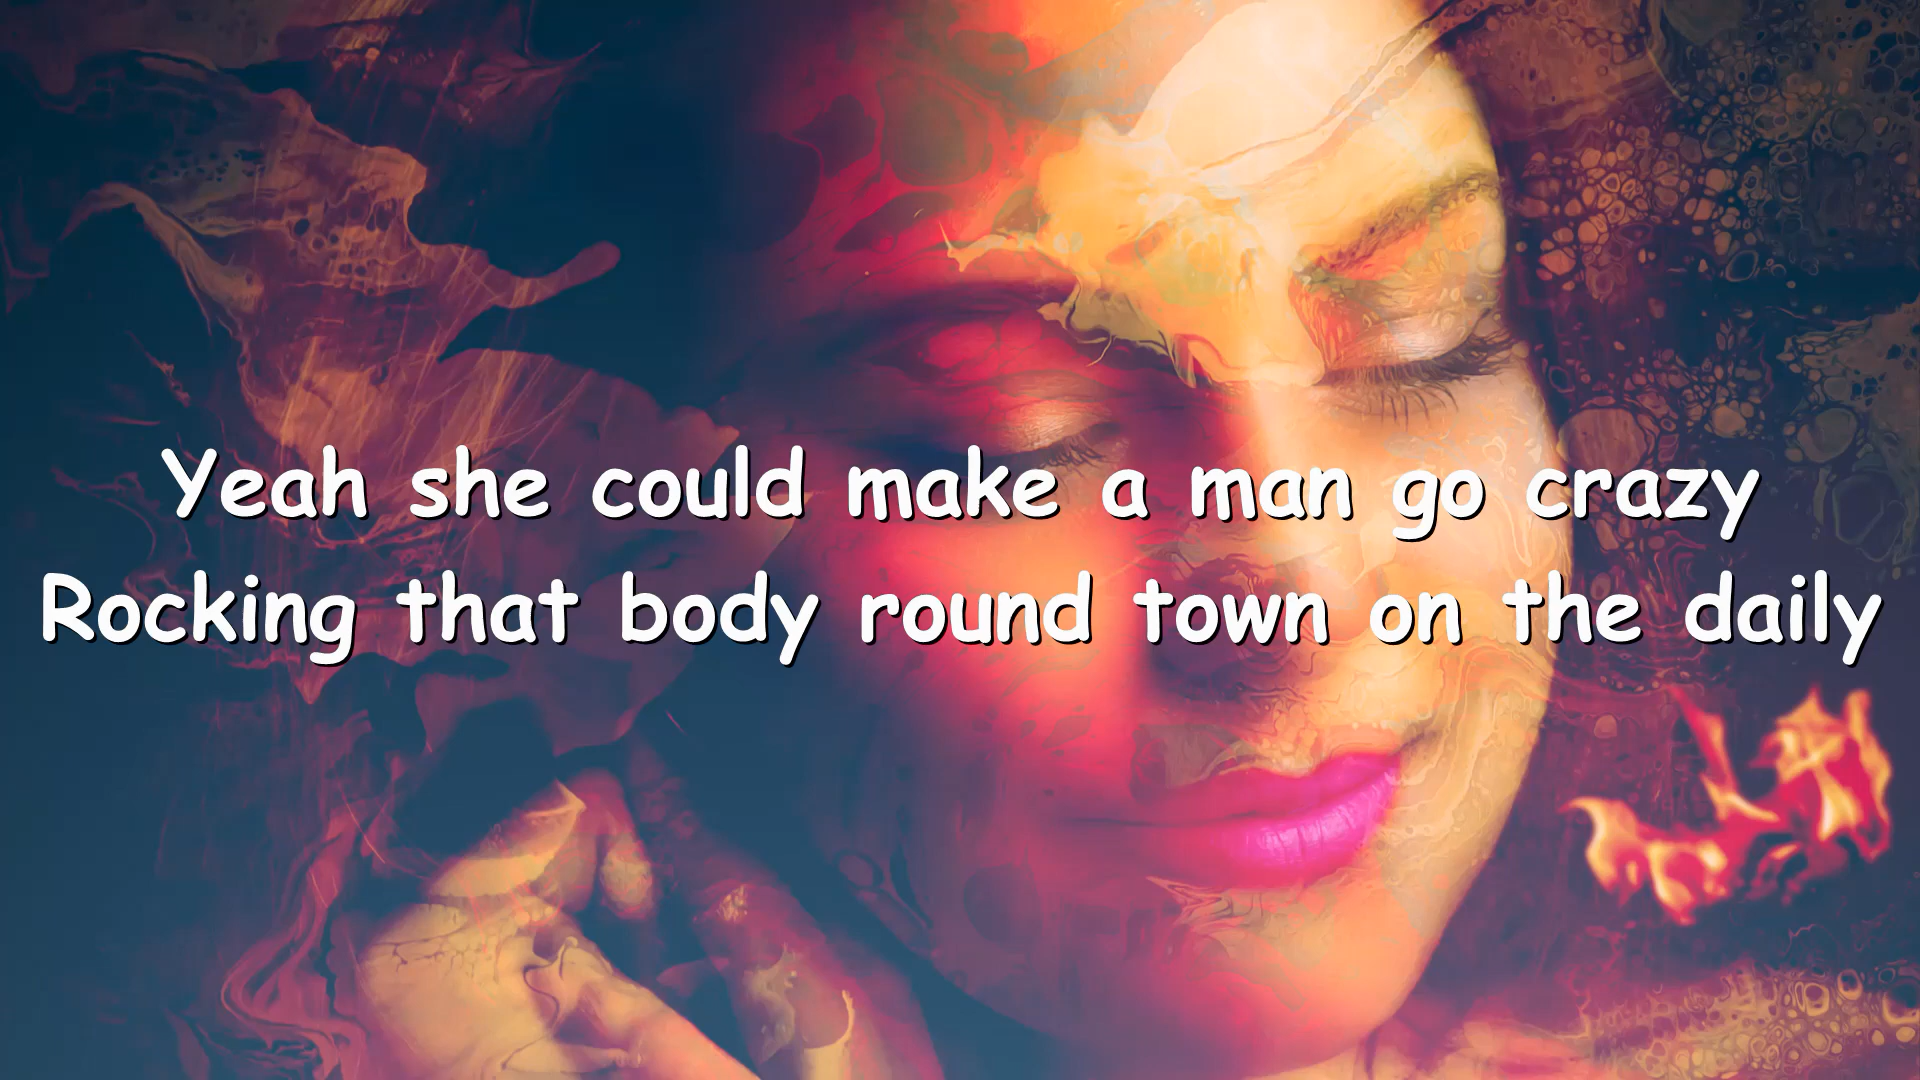 Yeah she could make a man go crazy
Rocking that body round town on the daily